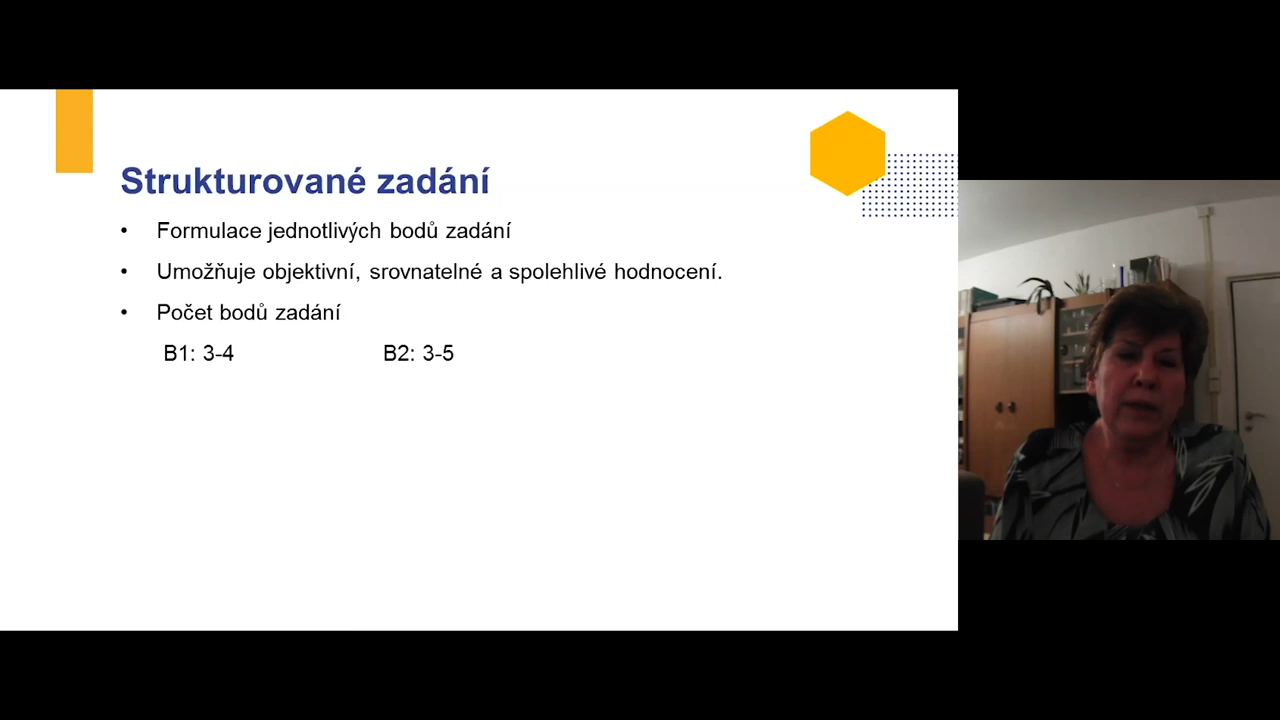 Strukturované zadání
• Formulace jednotlivých bodů zadání
• Umožňuje objektivní, srovnatelné a spolehlivé hodnocení.
• Počet bodů zadání
B1: 3-4 B2: 3-5